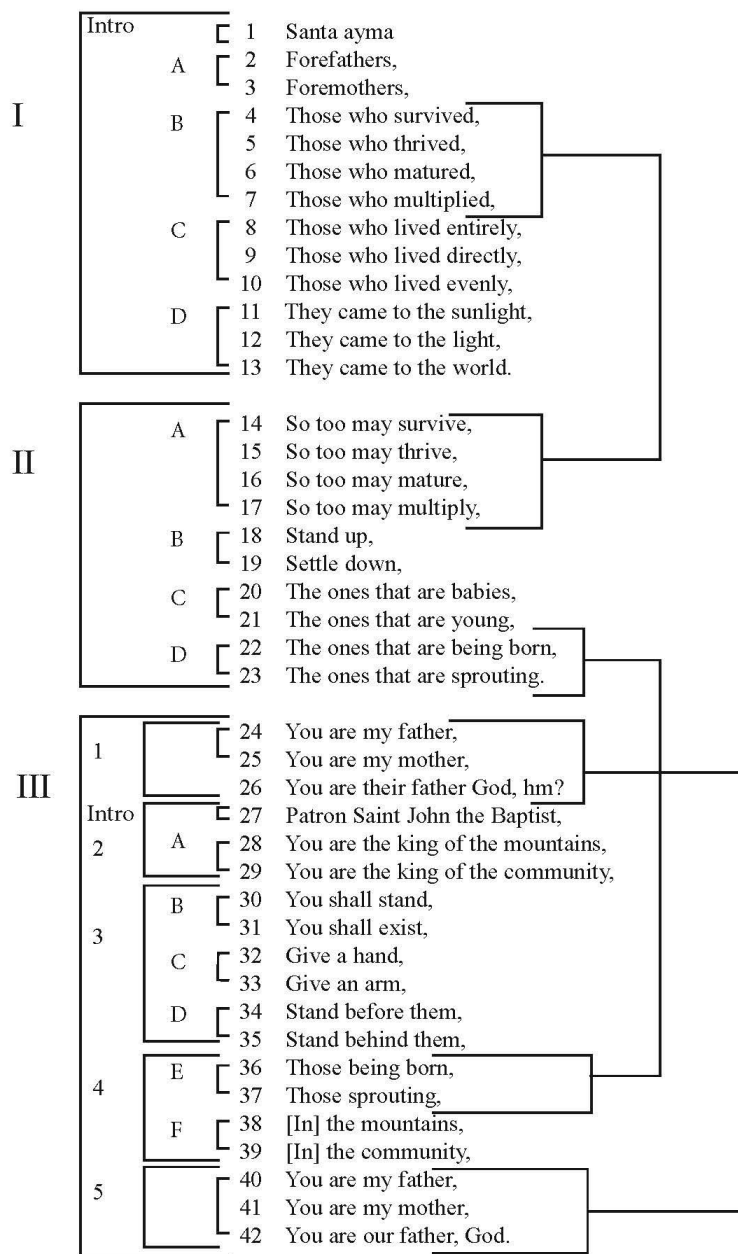 Intro 1 Santa ayma
A 2 Forefathers,
3 Foremothers,
I B 4 Those who survived,
5 Those who thrived,
6 Those who matured,
7 Those who multiplied,
C 8 Those who lived entirely,
9 Those who lived directly,
10 Those who lived evenly,
D 11 They came to the sunlight,
12 They came to the light,
13 They came to the world.
A 14 So too may survive,
II 15 So too may thrive,
16 So too may mature,
17 So too may multiply,
B 18 Stand up,
19 Settle down,
C 20 The ones that are babies,
21 The ones that are young,
D 22 The ones that are being born,
23 The ones that are sprouting.
24 You are my father,
1 25 You are my mother,
III 26 You are their father God, hm?
Intro 27 Patron Saint John the Baptist,
2 A 28 You are the king of the mountains,
29 You are the king of the community,
B 30 You shall stand,
3 31 You shall exist,
C 32 Give a hand,
33 Give an arm,
D 34 Stand before them,
35 Stand behind them,
E 36 Those being born,
4 37 Those sprouting,
F 38 [In] the mountains,
39 [In] the community,
40 You are my father,
5 41 You are my mother,
42 You are our father, God.